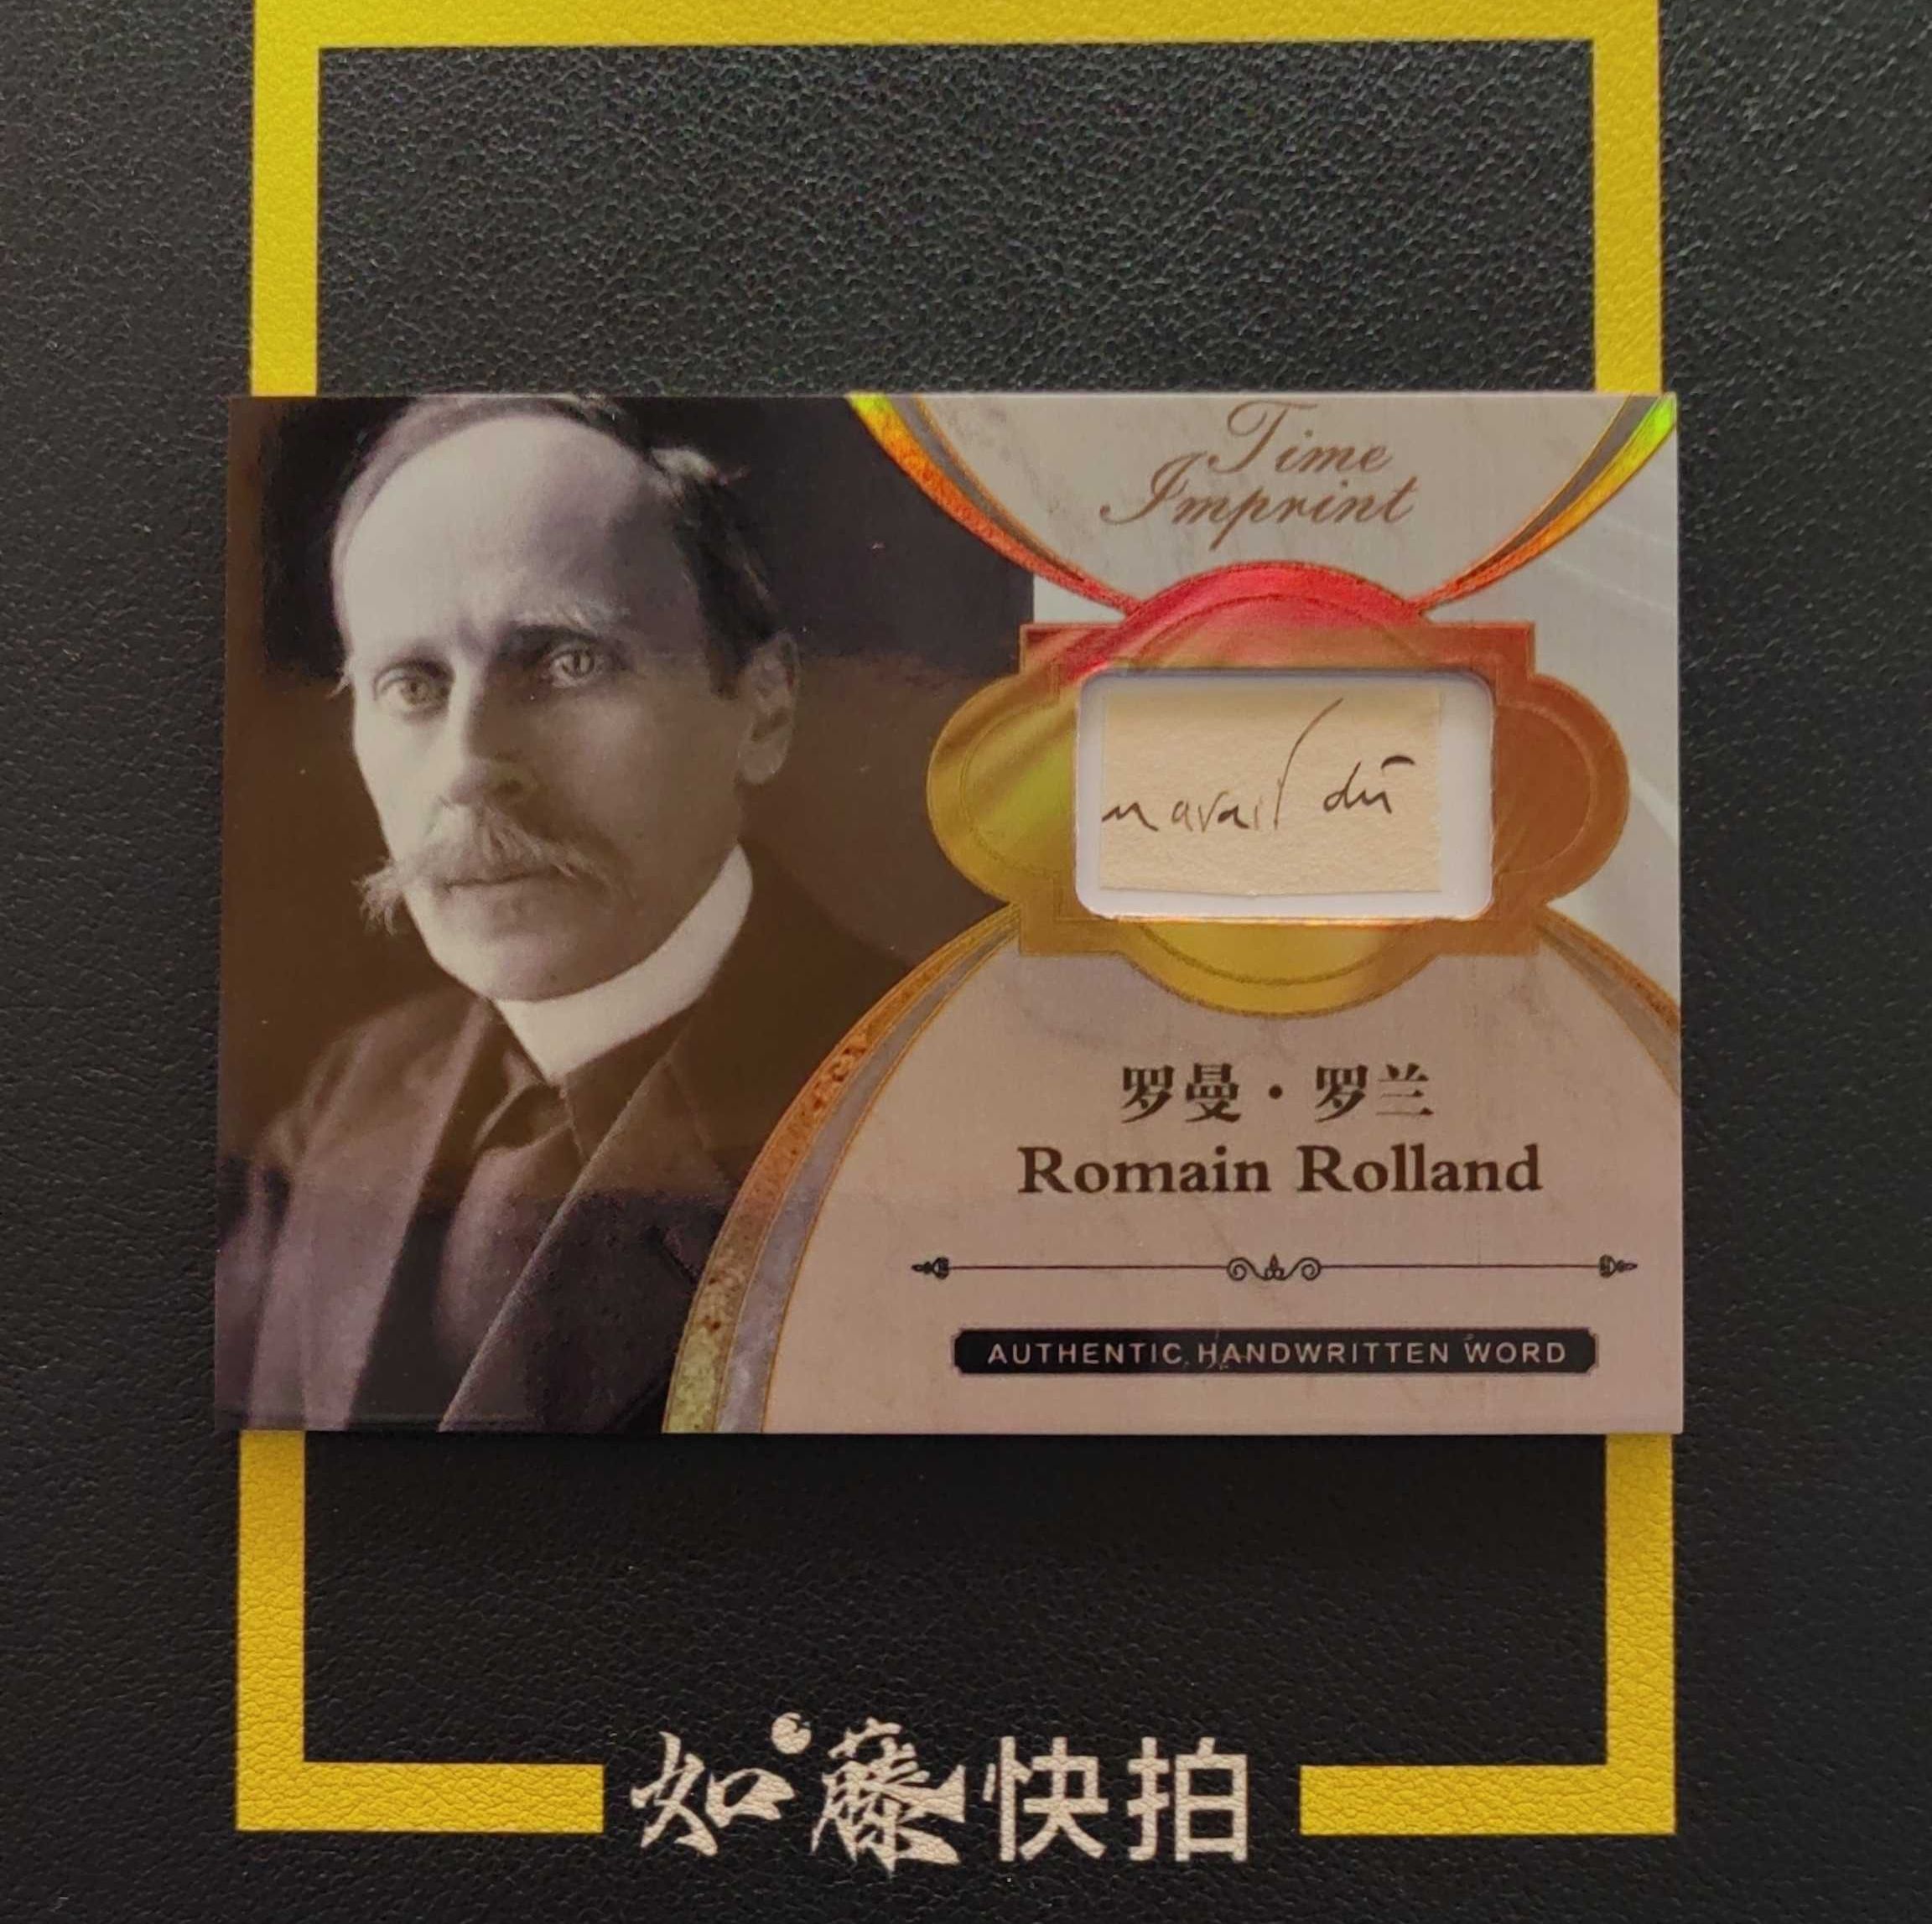 Time
Imprint
n'avait dû
罗曼·罗兰
Romain Rolland
AUTHENTIC HANDWRITTEN WORD
如藤快拍